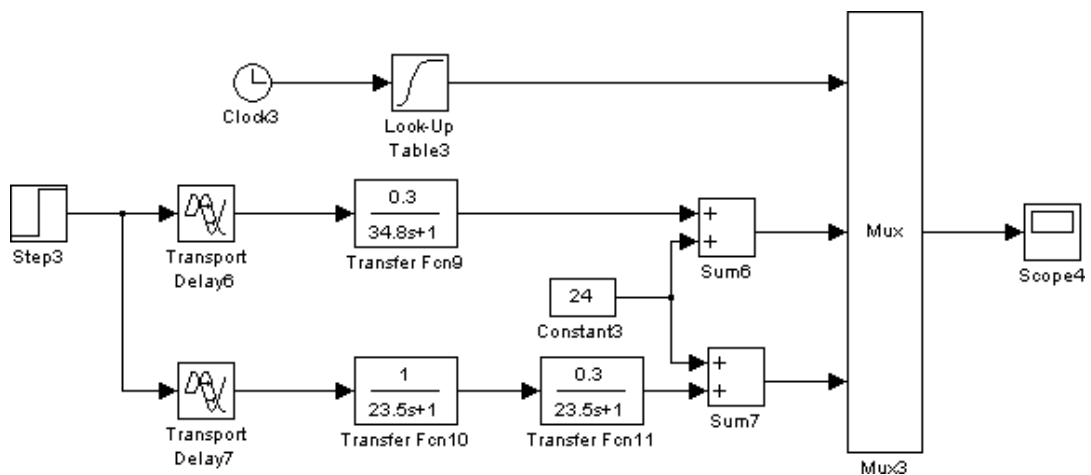 Clock3
Look-Up
Table3
Step3
Transport
Delay6
0.3
34.8s+1
Transfer Fcn9
+
+
Sum6
Mux
Scope4
24
Constant3
Transport
Delay7
1
23.5s+1
Transfer Fcn10
0.3
23.5s+1
Transfer Fcn11
+
+
Sum7
Mux3